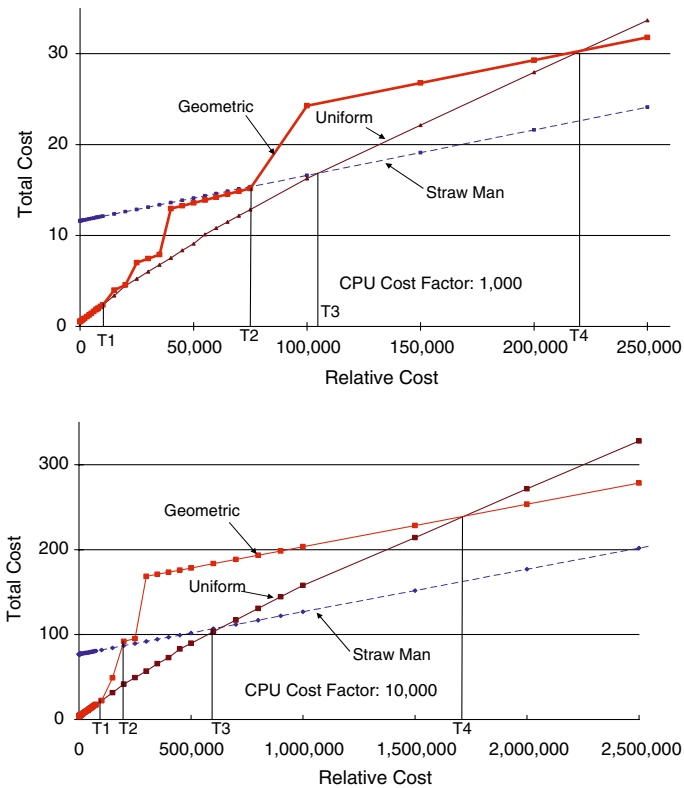 30
20
10
0
Total Cost
Geometric
Uniform
Straw Man
CPU Cost Factor: 1,000
T1
T2
T3
T4
0
50,000
100,000
150,000
200,000
250,000
Relative Cost
300
200
100
0
Total Cost
Geometric
Uniform
Straw Man
CPU Cost Factor: 10,000
T1
T2
T3
T4
0
500,000
1,000,000
1,500,000
2,000,000
2,500,000
Relative Cost